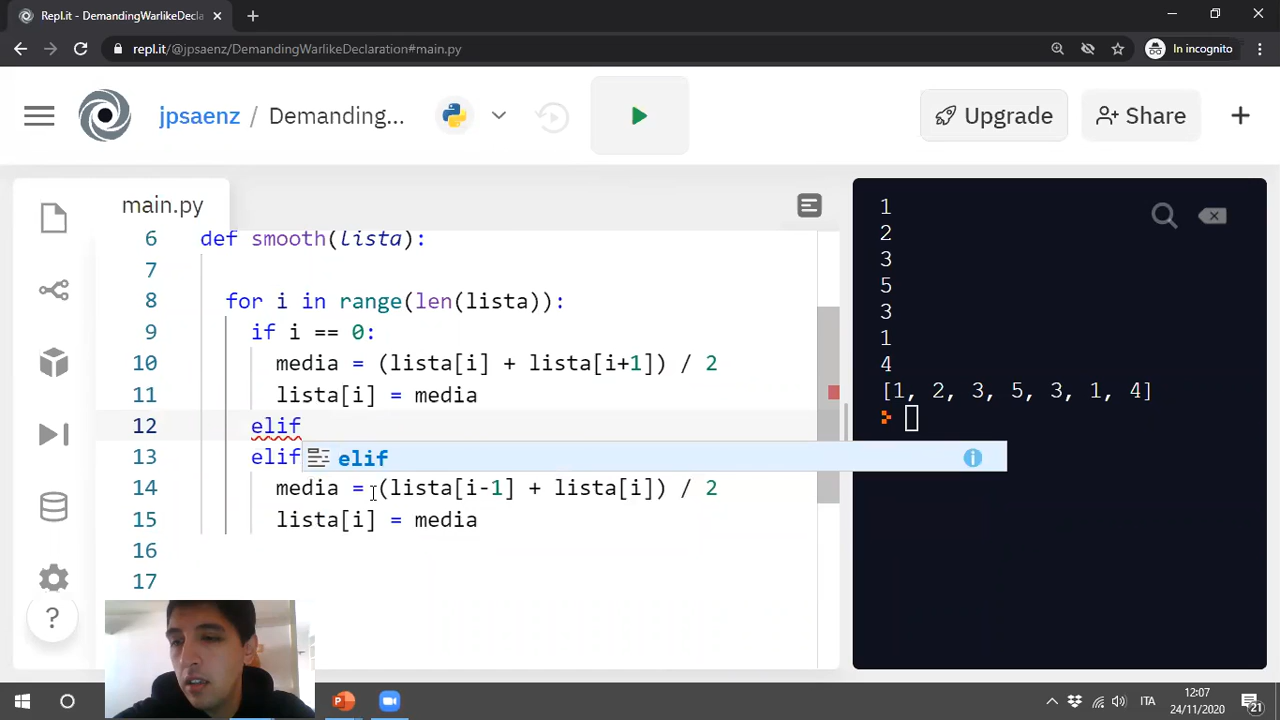 Repl.it - DemandingWarlikeDecla
repl.it/@jpsaenz/DemandingWarlikeDeclaration#main.py
In incognito
jpsaenz / Demanding...
Upgrade
Share
main.py
6 def smooth(lista):
7
8 for i in range(len(lista)):
9 if i == 0:
10 media = (lista[i] + lista[i+1]) / 2
11 lista[i] = media
12 elif
13 elif
elif
14 media = (lista[i-1] + lista[i]) / 2
15 lista[i] = media
16
17
1
2
3
5
3
1
4
[1, 2, 3, 5, 3, 1, 4]
>
?
ITA
12:07
24/11/2020
21